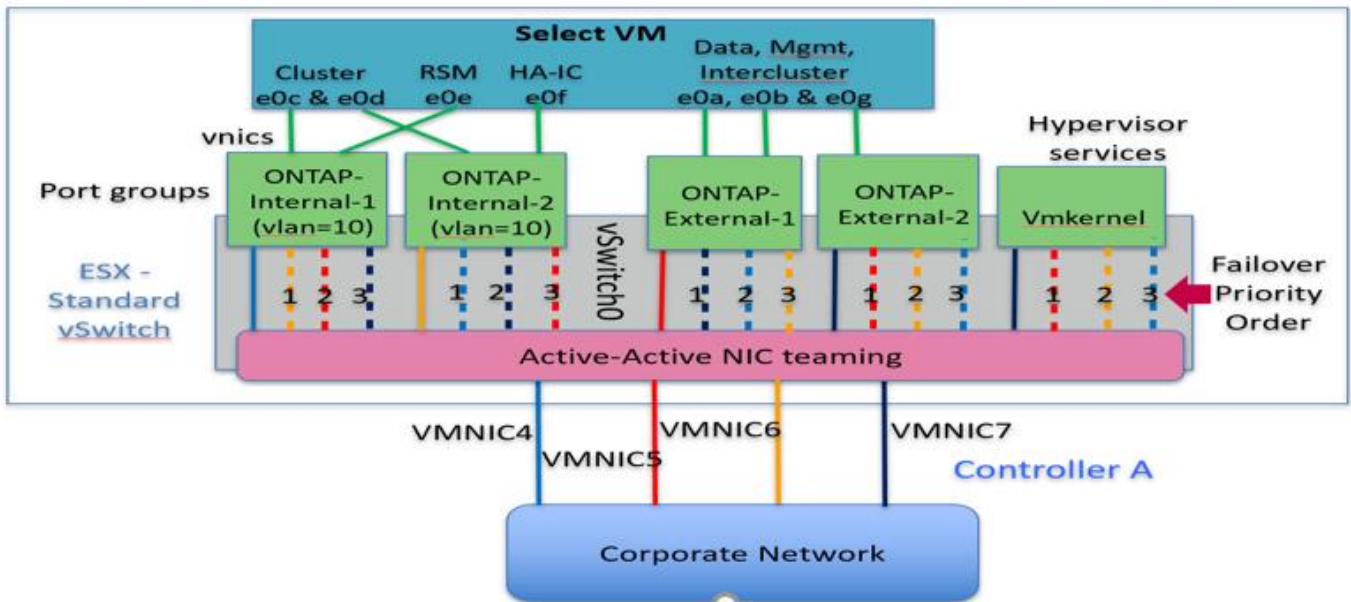 Select VM
Cluster
e0c & e0d
RSM
e0e
HA-IC
e0f
Data, Mgmt,
Intercluster
e0a, e0b & e0g
vnics
Hypervisor
services
Port groups
ONTAP-
Internal-1
(vlan=10)
ONTAP-
Internal-2
(vlan=10)
ONTAP-
External-1
ONTAP-
External-2
Vmkernel
vSwitch0
ESX -
Standard
vSwitch
1 2 3
1 2 3
1 2 3
1 2 3
1 2 3
Failover
Priority
Order
Active-Active NIC teaming
VMNIC4
VMNIC5
VMNIC6
VMNIC7
Controller A
Corporate Network